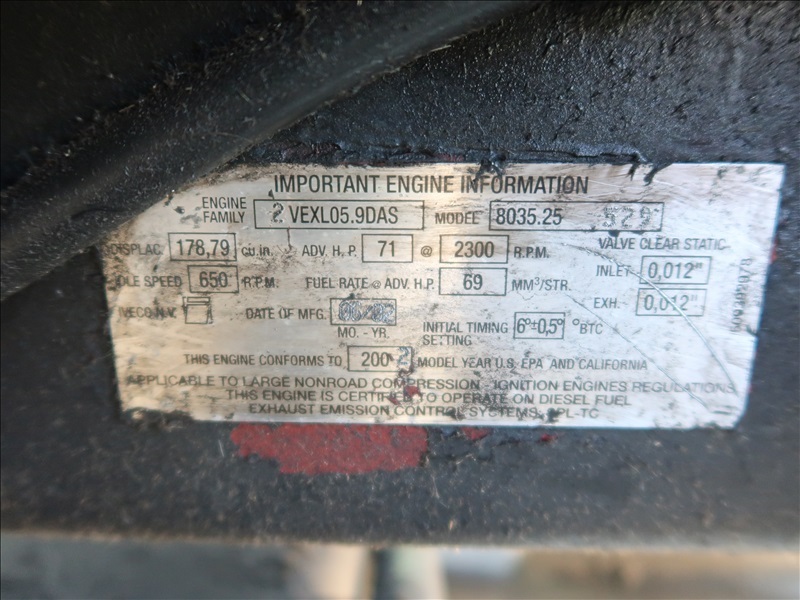 IMPORTANT ENGINE INFORMATION
ENGINE FAMILY 2 VEXL05.9DAS MODEL 8035.25 529
DISPLAC. 178,79 cu.in. ADV. H.P. 71 @ 2300 R.P.M. VALVE CLEAR STATIC
IDLE SPEED 650 R.P.M. FUEL RATE @ ADV. H.P. 69 MM³/STR. INLET 0,012"
IVECO N.V. DATE OF MFG. EXH. 0,012"
MO. - YR. INITIAL TIMING SETTING 6°±0,5° °BTC
THIS ENGINE CONFORMS TO 200 2 MODEL YEAR U.S. EPA AND CALIFORNIA
APPLICABLE TO LARGE NONROAD COMPRESSION - IGNITION ENGINES REGULATIONS
THIS ENGINE IS CERTIFIED TO OPERATE ON DIESEL FUEL
EXHAUST EMISSION CONTROL SYSTEMS: SPL-TC